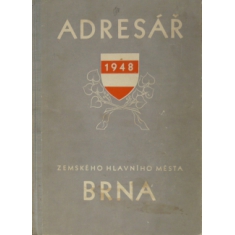 ADRESÁŘ
1948
ZEMSKÉHO HLAVNÍHO MĚSTA
BRNA